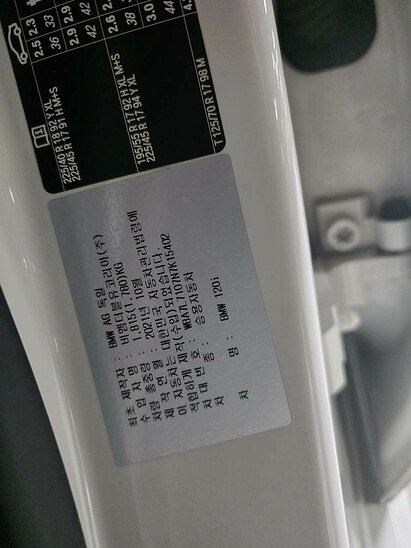 2.5 2.3
36 33
225/40 R 18 92 Y XL 2.9 2.9
225/45 R 17 91 H M+S 42 42
2.6
195/55 R 17 92 H XL M+S 38
225/45 R 17 94 Y XL 3.0
44
T 125/70 R 17 98 M
최초 제작자 : BMW AG 독일
수 입 자 명 : 비엠더블유코리아(주)
차량 총중량 : 1,815(1,780)KG
제 작 연 월 : 2021년 10월
이 자동차는 대한민국 자동차관리법령에
적합하게 제작(수입)되었습니다.
차 대 번 호 : WBA7L7107N7K15402
차 종 : 승용자동차
차 명 : BMW 120i